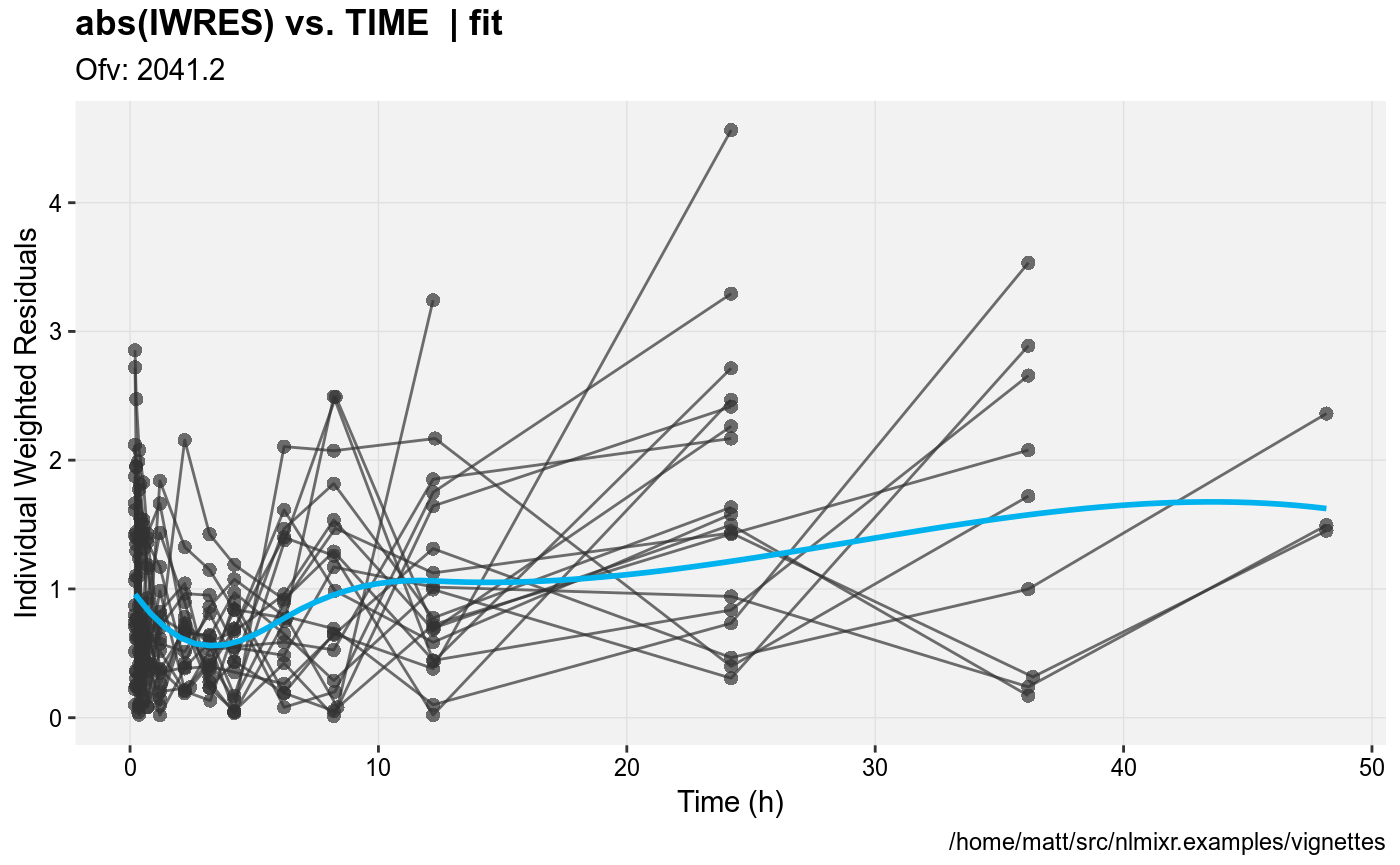 abs(IWRES) vs. TIME  | fit
Ofv: 2041.2
Individual Weighted Residuals
4
3
2
1
0
0 10 20 30 40 50
Time (h)
/home/matt/src/nlmixr.examples/vignettes